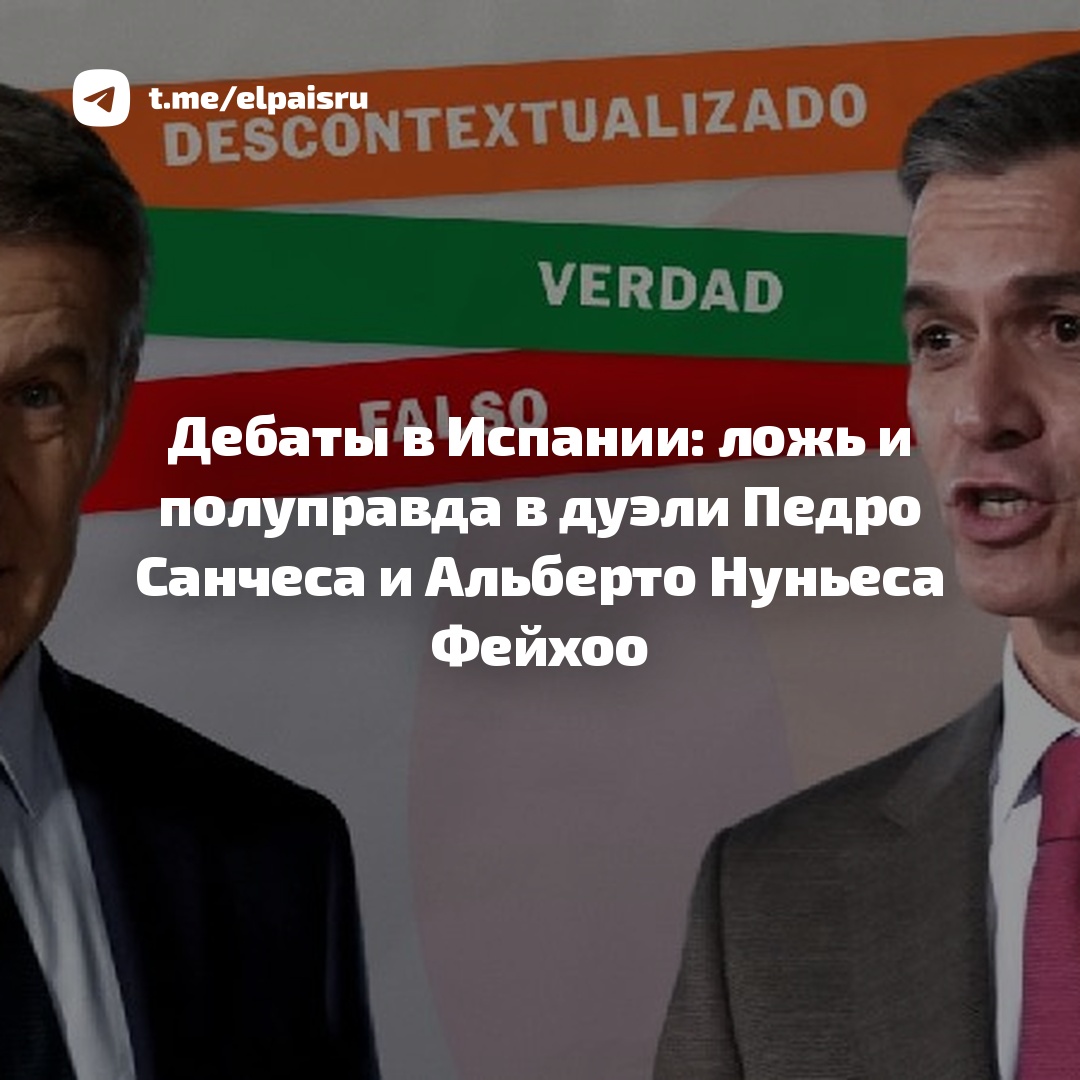 t.me/elpaisru
DESCONTEXTUALIZADO
VERDAD
FALSO
Дебаты в Испании: ложь и
полуправда в дуэли Педро
Санчеса и Альберто Нуньеса
Фейхоо